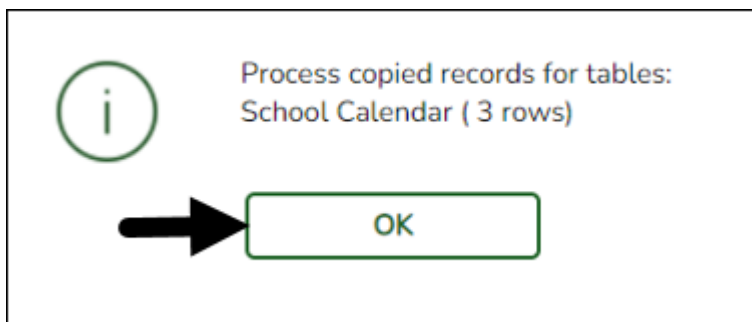 Process copied records for tables:
School Calendar ( 3 rows)
OK